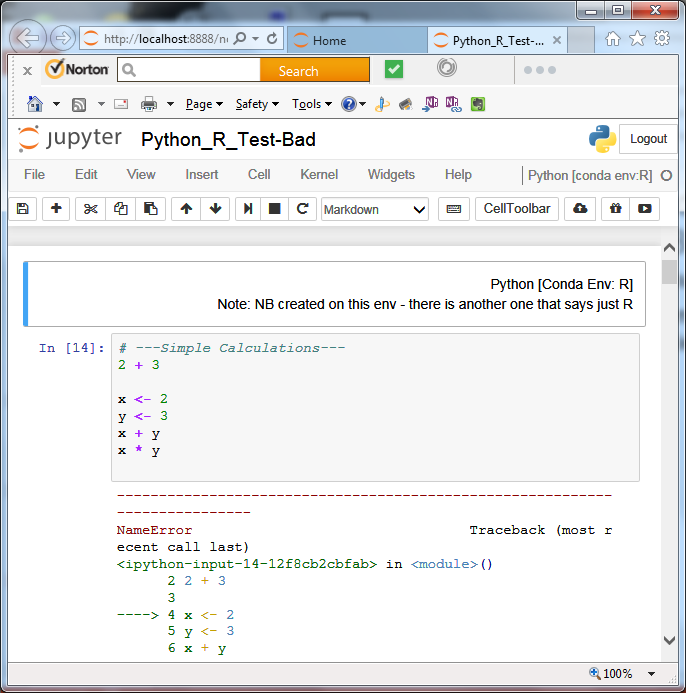 http://localhost:8888/n
Home
Python_R_Test-...
x Norton Search
Page Safety Tools
jupyter Python_R_Test-Bad Logout
File Edit View Insert Cell Kernel Widgets Help Python [conda env:R]
Markdown CellToolbar
Python [Conda Env: R]
Note: NB created on this env - there is another one that says just R
In [14]: # ---Simple Calculations---
2 + 3
x <- 2
y <- 3
x + y
x * y
---------------------------------------------------------------
-----------------
NameError Traceback (most r
ecent call last)
<ipython-input-14-12f8cb2cbfab> in <module>()
2 2 + 3
3
----> 4 x <- 2
5 y <- 3
6 x + y
100%